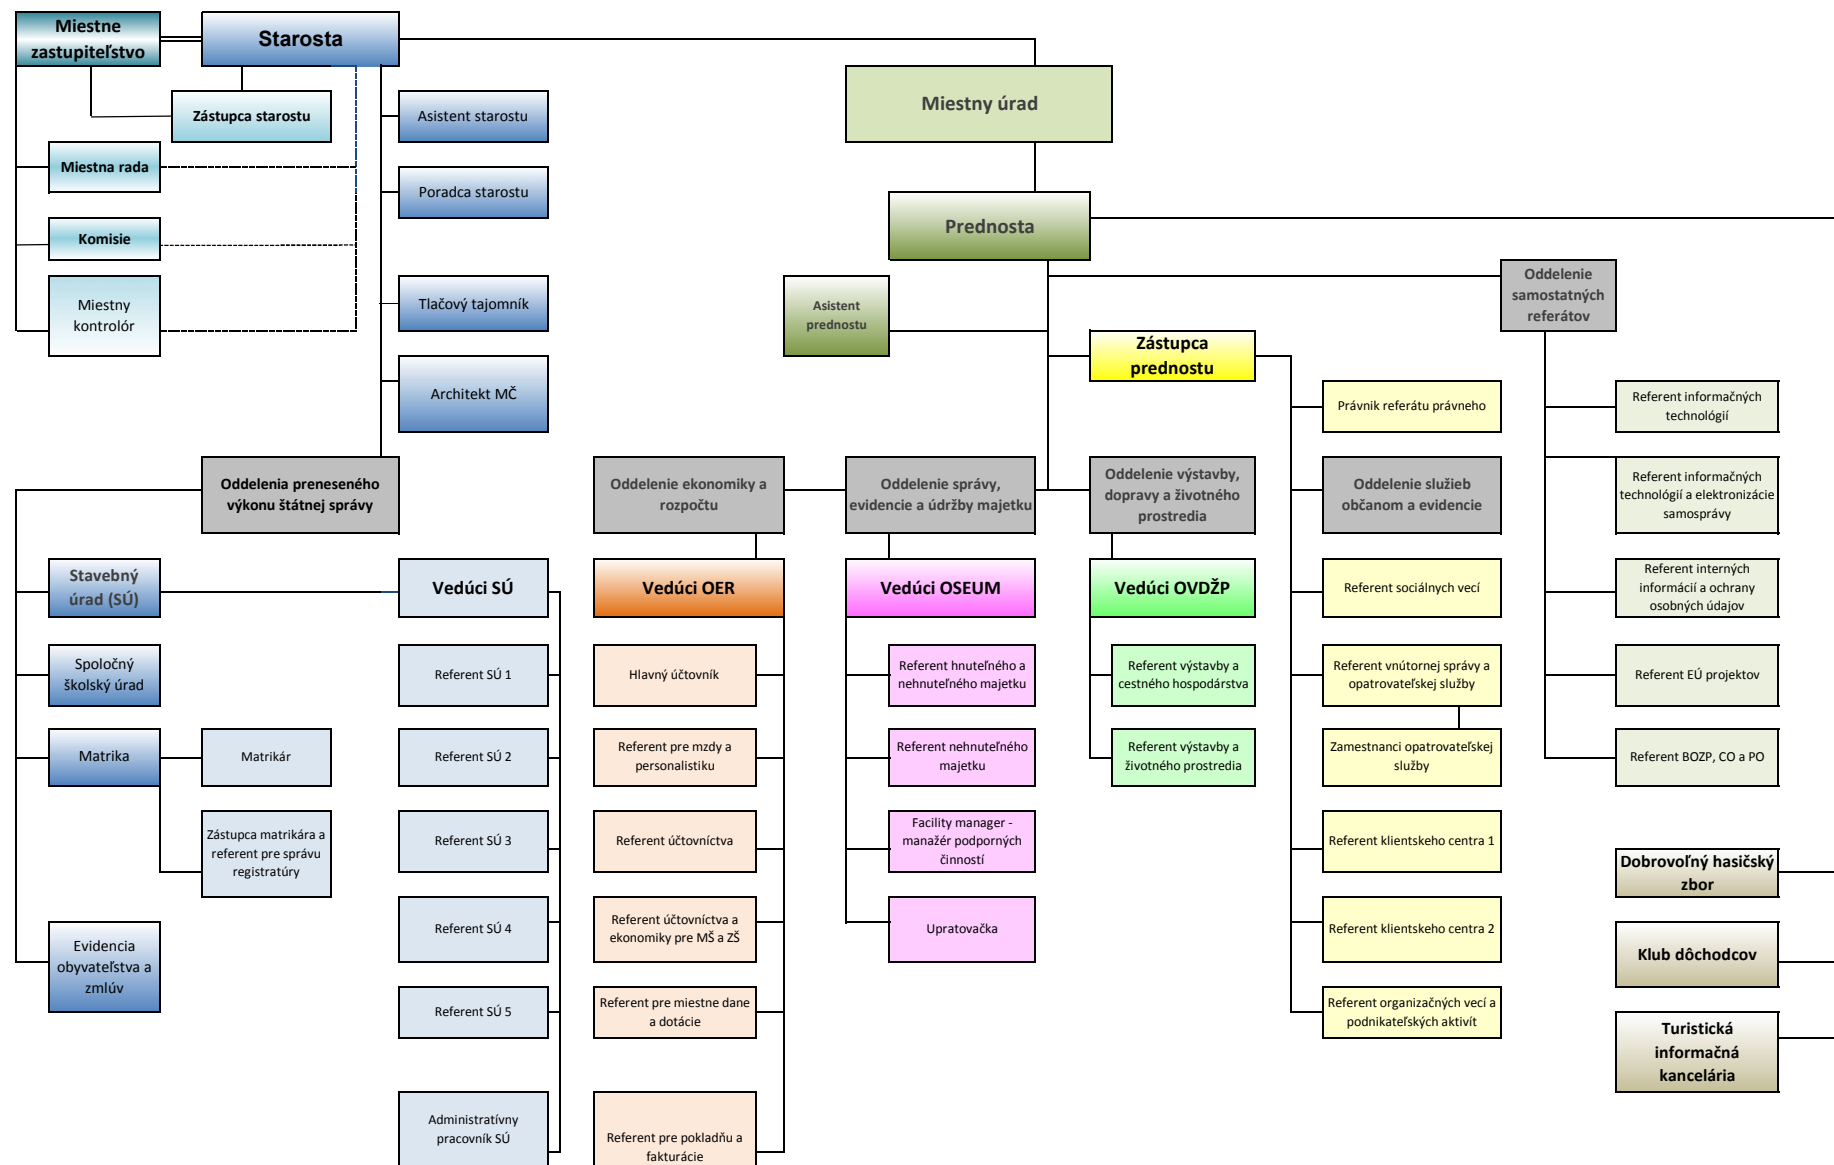 Miestne
zastupiteľstvo
Starosta
Miestny úrad
Zástupca starostu
Asistent starostu
Miestna rada
Poradca starostu
Prednosta
Komisie
Miestny
kontrolór
Tlačový tajomník
Asistent
prednostu
Oddelenie
samostatných
referátov
Zástupca
prednostu
Architekt MČ
Právnik referátu právneho
Referent informačných
technológií
Oddelenia preneseného
výkonu štátnej správy
Oddelenie ekonomiky a
rozpočtu
Oddelenie správy,
evidencie a údržby majetku
Oddelenie výstavby,
dopravy a životného
prostredia
Oddelenie služieb
občanom a evidencie
Referent informačných
technológií a elektronizácie
samosprávy
Stavebný
úrad (SÚ)
Vedúci SÚ
Vedúci OER
Vedúci OSEUM
Vedúci OVDŽP
Referent sociálnych vecí
Referent interných
informácií a ochrany
osobných údajov
Spoločný
školský úrad
Referent SÚ 1
Hlavný účtovník
Referent hnuteľného a
nehnuteľného majetku
Referent výstavby a
cestného hospodárstva
Referent vnútornej správy a
opatrovateľskej služby
Referent EÚ projektov
Matrika
Matrikár
Referent SÚ 2
Referent pre mzdy a
personalistiku
Referent nehnuteľného
majetku
Referent výstavby a
životného prostredia
Zamestnanci opatrovateľskej
služby
Referent BOZP, CO a PO
Zástupca matrikára a
referent pre správu
registratúry
Referent SÚ 3
Referent účtovníctva
Facility manager -
manažér podporných
činností
Referent klientskeho centra 1
Dobrovoľný hasičský
zbor
Evidencia
obyvateľstva a
zmlúv
Referent SÚ 4
Referent účtovníctva a
ekonomiky pre MŠ a ZŠ
Upratovačka
Referent klientskeho centra 2
Klub dôchodcov
Referent SÚ 5
Referent pre miestne dane
a dotácie
Referent organizačných vecí a
podnikateľských aktivít
Turistická
informačná
kancelária
Administratívny
pracovník SÚ
Referent pre pokladňu a
fakturácie